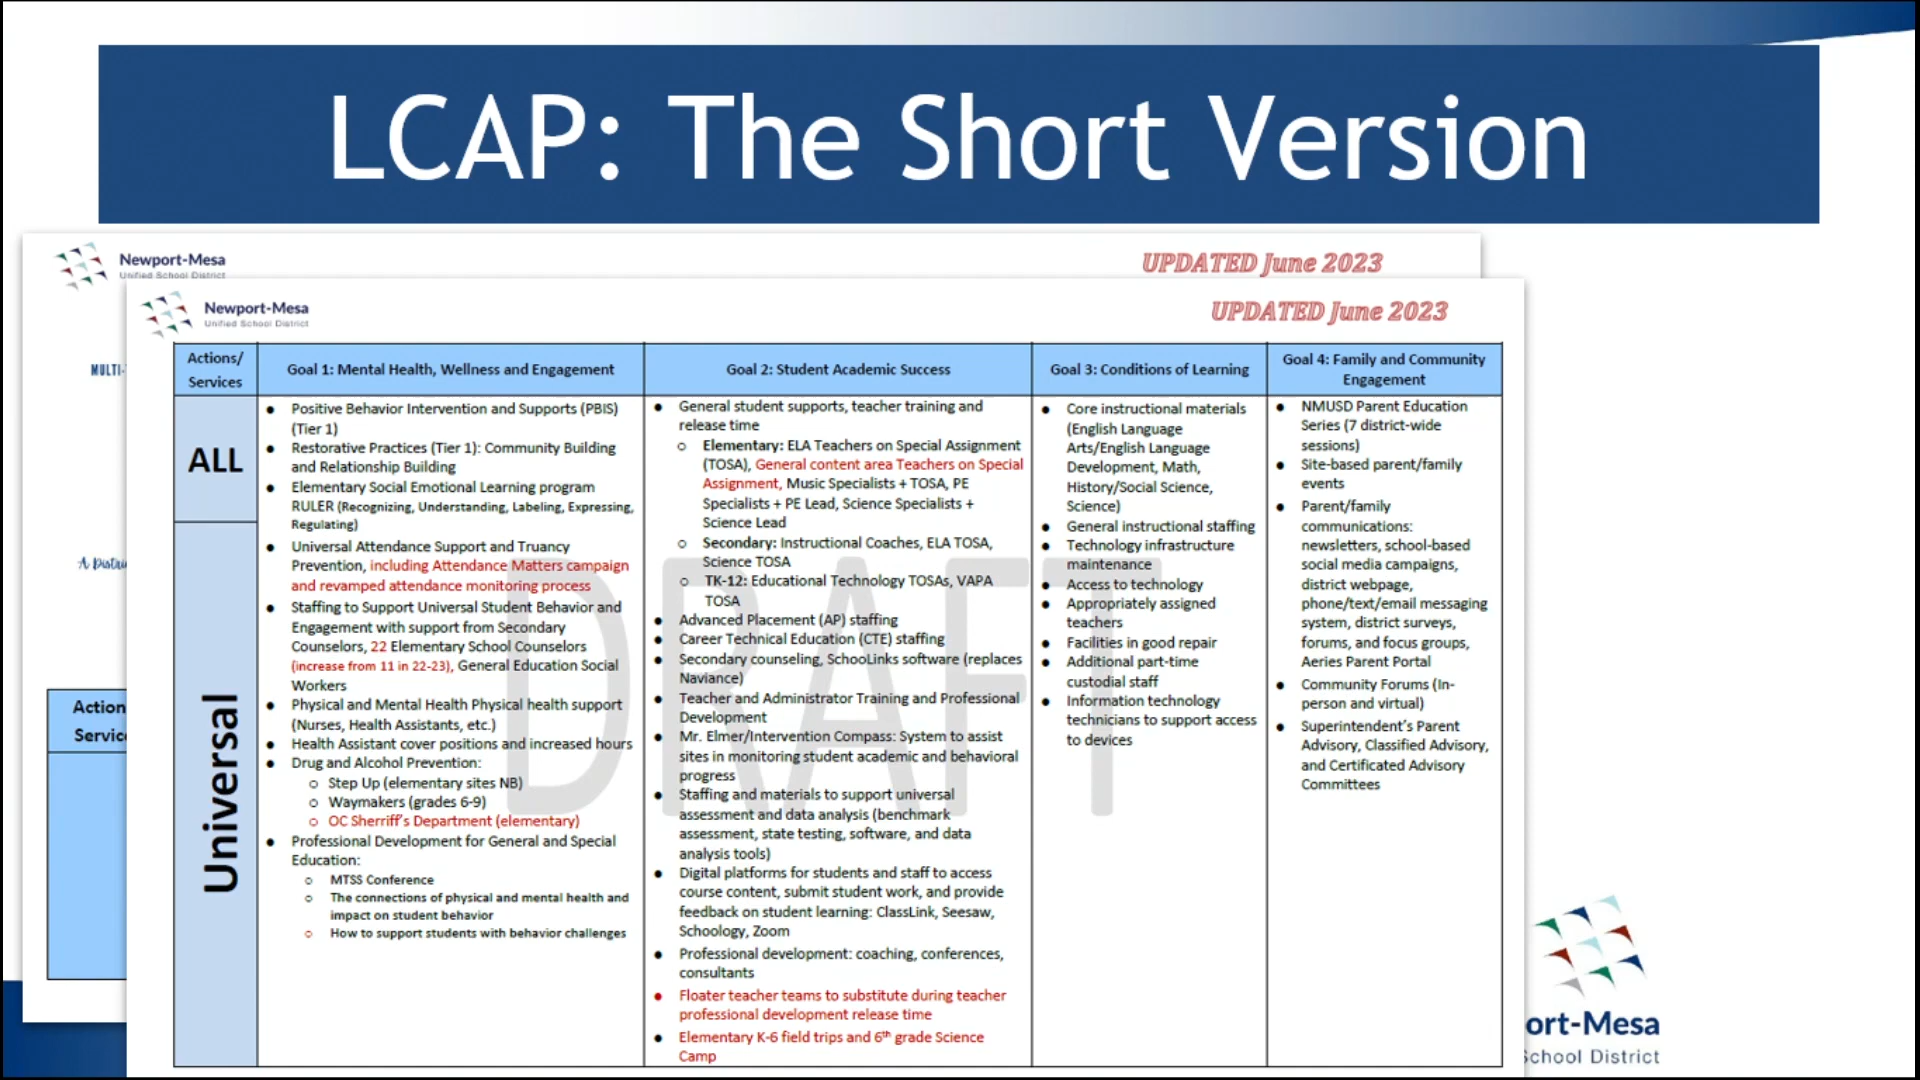 LCAP: The Short Version
Newport-Mesa
Unified School District
UPDATED June 2023
MULTI-
A Distri
Action
Servic
Newport-Mesa
Unified School District
UPDATED June 2023
Actions/
Services
Goal 1: Mental Health, Wellness and Engagement
Goal 2: Student Academic Success
Goal 3: Conditions of Learning
Goal 4: Family and Community
Engagement
ALL
Universal
● Positive Behavior Intervention and Supports (PBIS)
(Tier 1)
● Restorative Practices (Tier 1): Community Building
and Relationship Building
● Elementary Social Emotional Learning program
RULER (Recognizing, Understanding, Labeling, Expressing,
Regulating)
● Universal Attendance Support and Truancy
Prevention, including Attendance Matters campaign
and revamped attendance monitoring process
● Staffing to Support Universal Student Behavior and
Engagement with support from Secondary
Counselors, 22 Elementary School Counselors
(increase from 11 in 22-23), General Education Social
Workers
● Physical and Mental Health Physical health support
(Nurses, Health Assistants, etc.)
● Health Assistant cover positions and increased hours
● Drug and Alcohol Prevention:
o Step Up (elementary sites NB)
o Waymakers (grades 6-9)
o OC Sherriff's Department (elementary)
● Professional Development for General and Special
Education:
o MTSS Conference
o The connections of physical and mental health and
impact on student behavior
o How to support students with behavior challenges
● General student supports, teacher training and
release time
o Elementary: ELA Teachers on Special Assignment
(TOSA), General content area Teachers on Special
Assignment, Music Specialists + TOSA, PE
Specialists + PE Lead, Science Specialists +
Science Lead
o Secondary: Instructional Coaches, ELA TOSA,
Science TOSA
o TK-12: Educational Technology TOSAs, VAPA
TOSA
● Advanced Placement (AP) staffing
● Career Technical Education (CTE) staffing
● Secondary counseling, SchooLinks software (replaces
Naviance)
● Teacher and Administrator Training and Professional
Development
● Mr. Elmer/Intervention Compass: System to assist
sites in monitoring student academic and behavioral
progress
● Staffing and materials to support universal
assessment and data analysis (benchmark
assessment, state testing, software, and data
analysis tools)
● Digital platforms for students and staff to access
course content, submit student work, and provide
feedback on student learning: ClassLink, Seesaw,
Schoology, Zoom
● Professional development: coaching, conferences,
consultants
● Floater teacher teams to substitute during teacher
professional development release time
● Elementary K-6 field trips and 6th grade Science
Camp
● Core instructional materials
(English Language
Arts/English Language
Development, Math,
History/Social Science,
Science)
● General instructional staffing
● Technology infrastructure
maintenance
● Access to technology
● Appropriately assigned
teachers
● Facilities in good repair
● Additional part-time
custodial staff
● Information technology
technicians to support access
to devices
● NMUSD Parent Education
Series (7 district-wide
sessions)
● Site-based parent/family
events
● Parent/family
communications:
newsletters, school-based
social media campaigns,
district webpage,
phone/text/email messaging
system, district surveys,
forums, and focus groups,
Aeries Parent Portal
● Community Forums (In-
person and virtual)
● Superintendent's Parent
Advisory, Classified Advisory,
and Certificated Advisory
Committees
DRAFT
ort-Mesa
School District